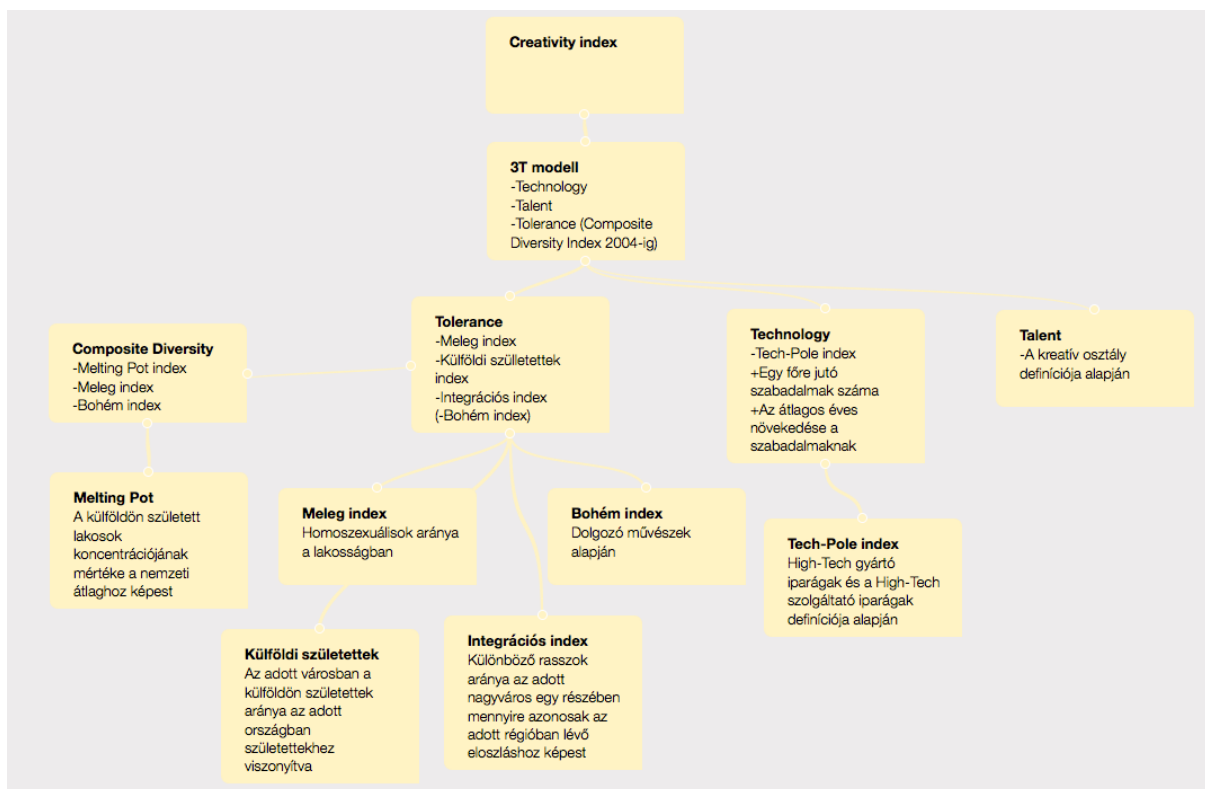 Creativity index
3T modell
-Technology
-Talent
-Tolerance (Composite
Diversity Index 2004-ig)
Composite Diversity
-Melting Pot index
-Meleg index
-Bohém index
Tolerance
-Meleg index
-Külföldi szülletettek
index
-Integrációs index
(-Bohém index)
Technology
-Tech-Pole index
+Egy főre jutó
szabadalmak száma
+Az átlagos éves
növekedése a
szabadalmaknak
Talent
-A kreatív osztály
definíciója alapján
Melting Pot
A külföldön született
lakosok
koncentrációjának
mértéke a nemzeti
átlaghoz képest
Meleg index
Homoszexuálisok aránya
a lakosságban
Bohém index
Dolgozó művészek
alapján
Tech-Pole index
High-Tech gyártó
iparágak és a High-Tech
szolgáltató iparágak
definíciója alapján
Külföldi születettek
Az adott városban a
külföldön születettek
aránya az adott
országban
születettekhez
viszonyítva
Integrációs index
Különböző rasszok
aránya az adott
nagyváros egy részében
mennyire azonosak az
adott régióban lévő
eloszláshoz képest